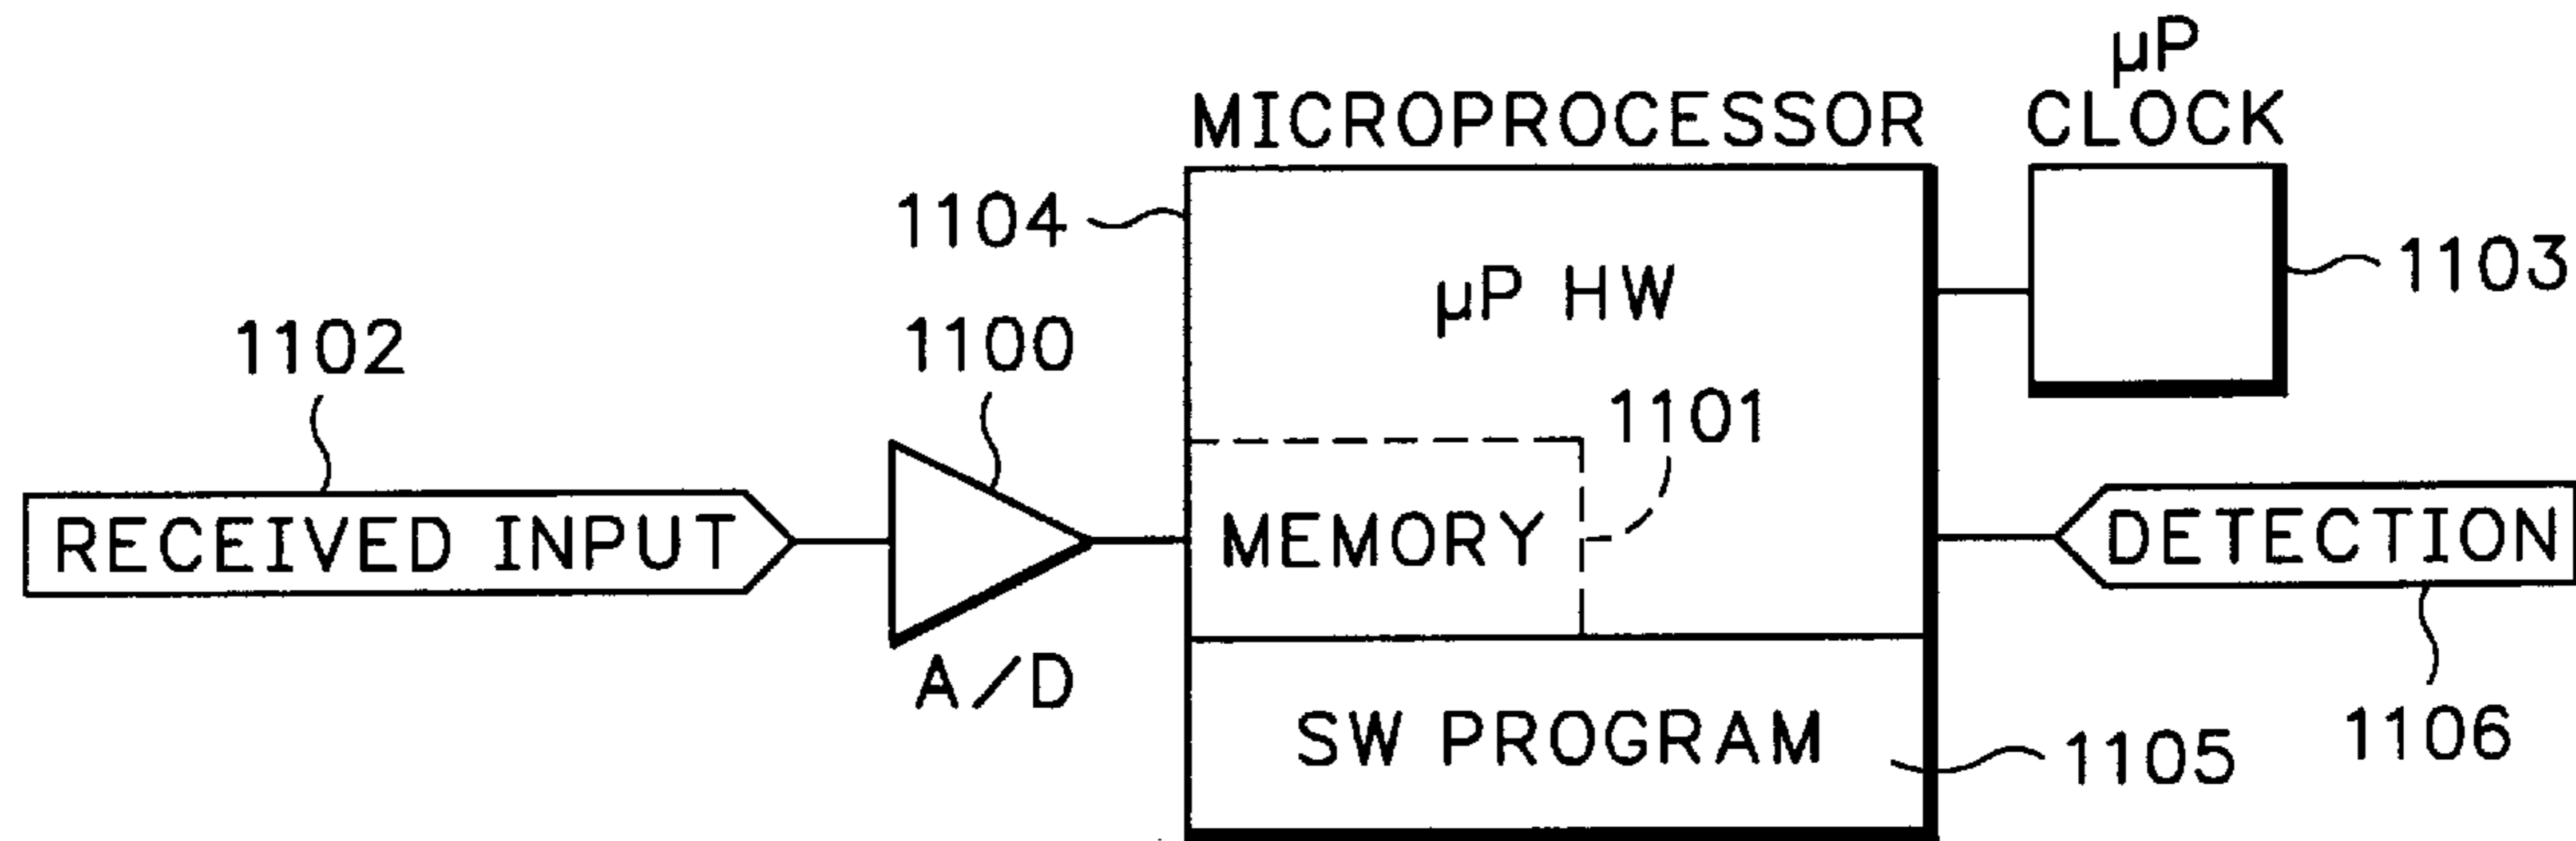 µP
MICROPROCESSOR CLOCK
1104
µP HW
1103
1102
1100
1101
RECEIVED INPUT
MEMORY
DETECTION
A/D
SW PROGRAM
1105
1106